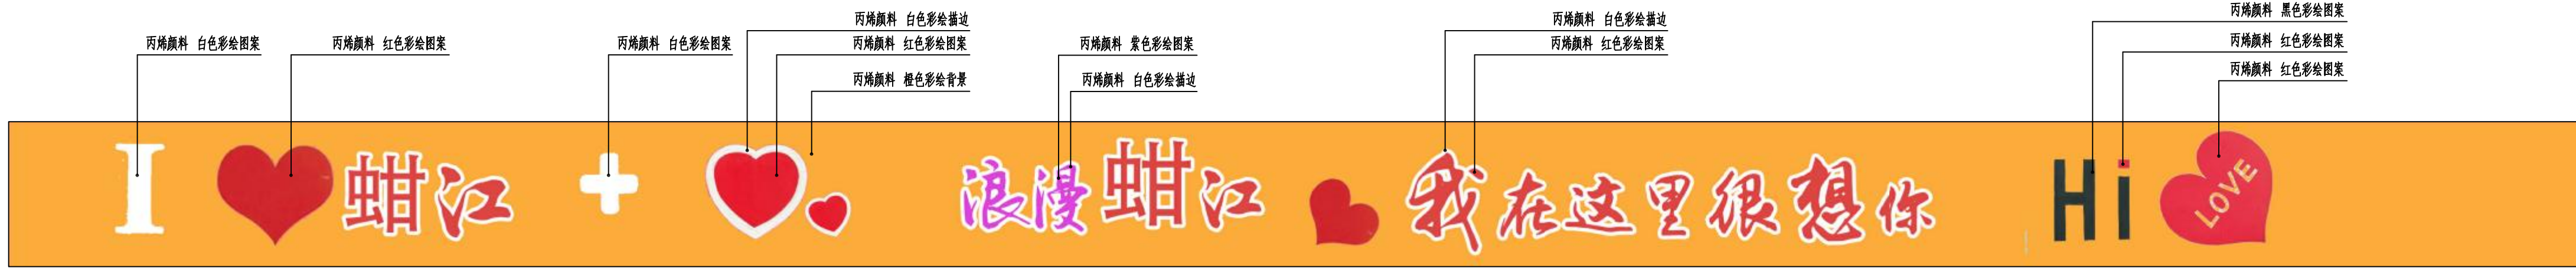 丙烯颜料 白色彩绘图案
丙烯颜料 红色彩绘图案
丙烯颜料 白色彩绘图案
丙烯颜料 白色彩绘描边
丙烯颜料 红色彩绘图案
丙烯颜料 橙色彩绘背景
丙烯颜料 紫色彩绘图案
丙烯颜料 白色彩绘描边
丙烯颜料 白色彩绘描边
丙烯颜料 红色彩绘图案
丙烯颜料 黑色彩绘图案
丙烯颜料 红色彩绘图案
丙烯颜料 红色彩绘图案
I 蚶江 + 浪漫蚶江 我在这里很想你 Hi LOVE